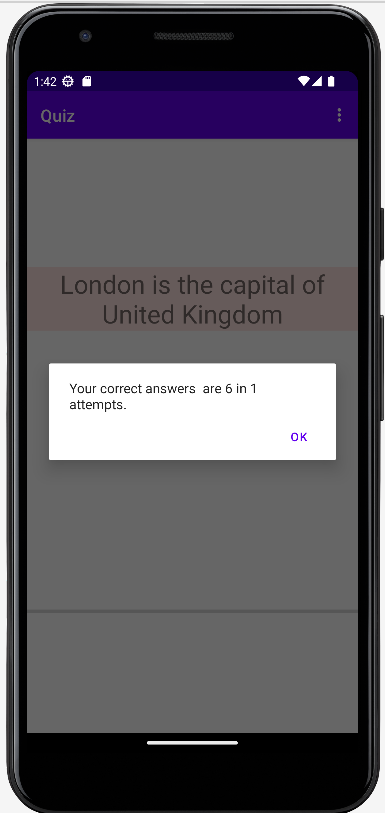 1:42
Quiz
London is the capital of
United Kingdom
Your correct answers  are 6 in 1
attempts.
OK